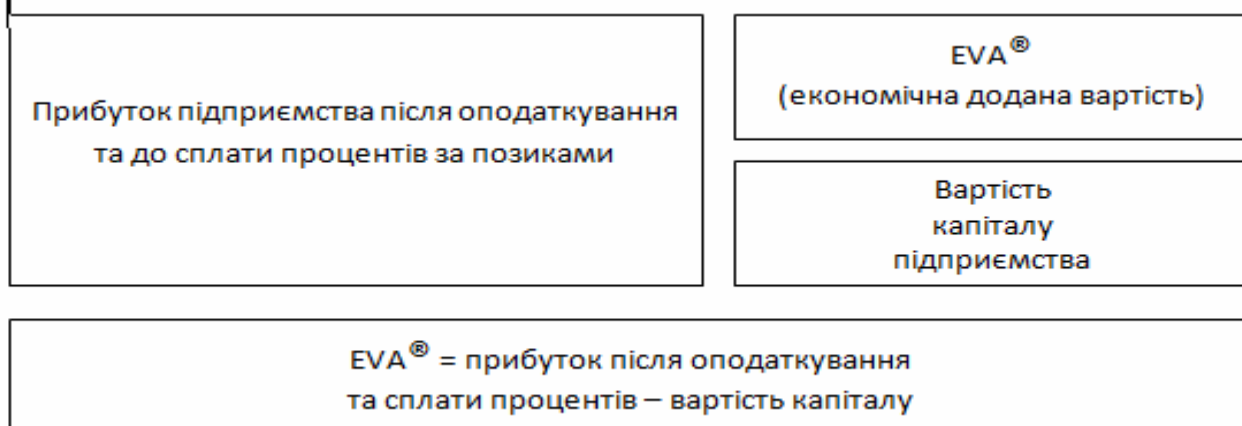 Прибуток підприємства після оподаткування
та до сплати процентів за позиками
EVA®
(економічна додана вартість)
Вартість
капіталу
підприємства
EVA® = прибуток після оподаткування
та сплати процентів – вартість капіталу